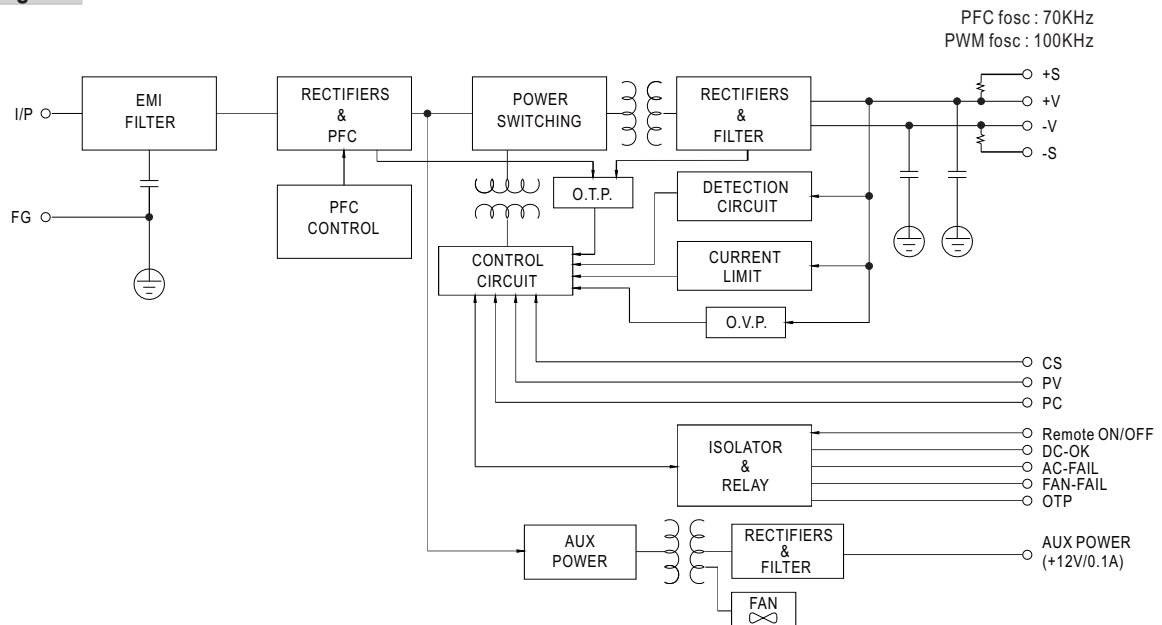 PFC fosc : 70KHz
PWM fosc : 100KHz
I/P
EMI
FILTER
RECTIFIERS
&
PFC
POWER
SWITCHING
RECTIFIERS
&
FILTER
+S
+V
-V
-S
FG
PFC
CONTROL
O.T.P.
DETECTION
CIRCUIT
CONTROL
CIRCUIT
CURRENT
LIMIT
O.V.P.
CS
PV
PC
ISOLATOR
&
RELAY
Remote ON/OFF
DC-OK
AC-FAIL
FAN-FAIL
OTP
AUX
POWER
RECTIFIERS
&
FILTER
AUX POWER
(+12V/0.1A)
FAN